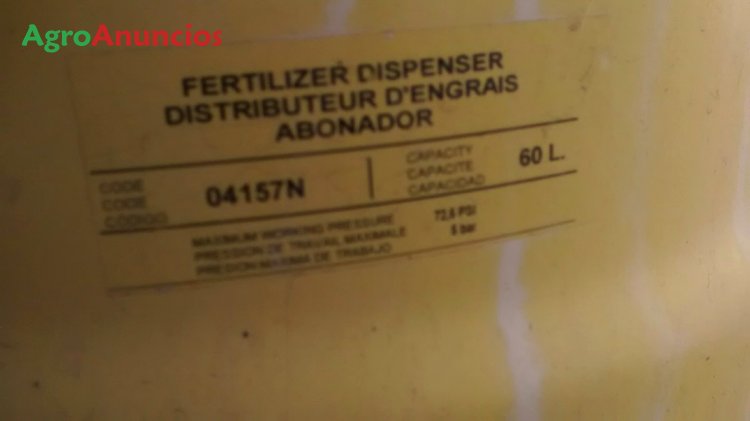 AgroAnuncios
FERTILIZER DISPENSER
DISTRIBUTEUR D'ENGRAIS
ABONADOR
CODE
CODE
CÓDIGO
04157N
CAPACITY
CAPACITE
CAPACIDAD
60 L.
MAXIMUM WORKING PRESSURE
PRESSION DE TRAVAIL MAXIMALE
PRESION MAXIMA DE TRABAJO
72,6 PSI
5 bar